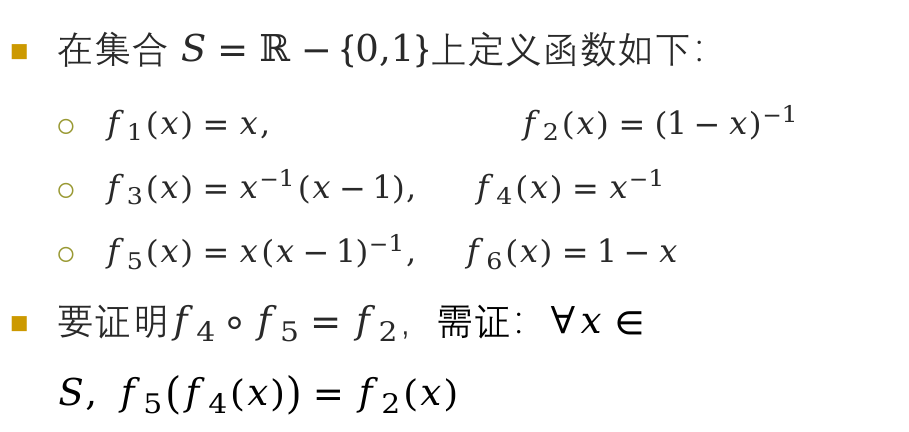 在集合 S = ℝ − {0,1}上定义函数如下：
f₁(x) = x, f₂(x) = (1 − x)⁻¹
f₃(x) = x⁻¹(x − 1), f₄(x) = x⁻¹
f₅(x) = x(x − 1)⁻¹, f₆(x) = 1 − x
要证明f₄ ∘ f₅ = f₂，需证：∀x ∈
S, f₅(f₄(x)) = f₂(x)